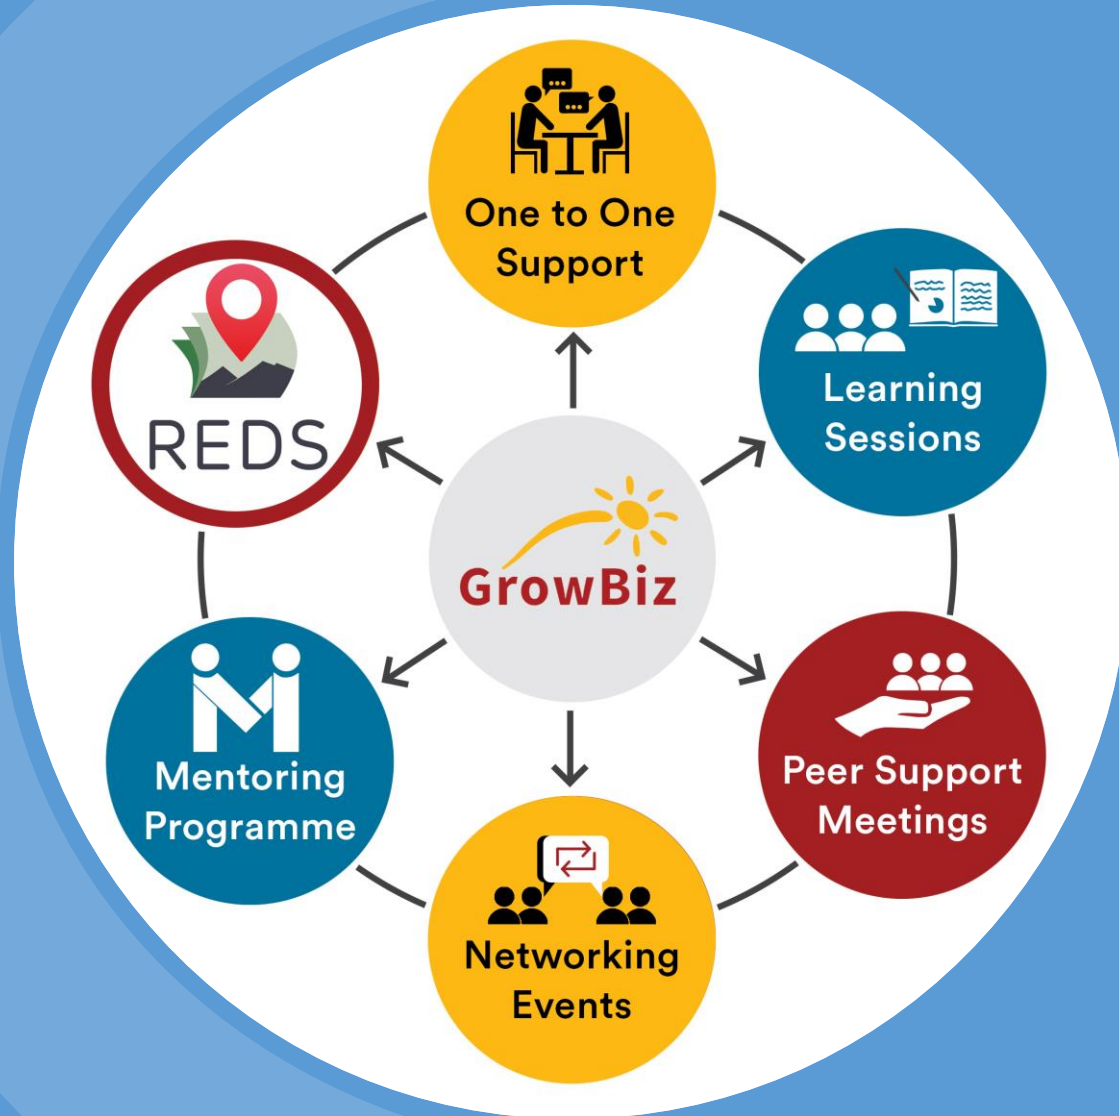 One to One
Support
Learning
Sessions
Peer Support
Meetings
Networking
Events
Mentoring
Programme
REDS
GrowBiz